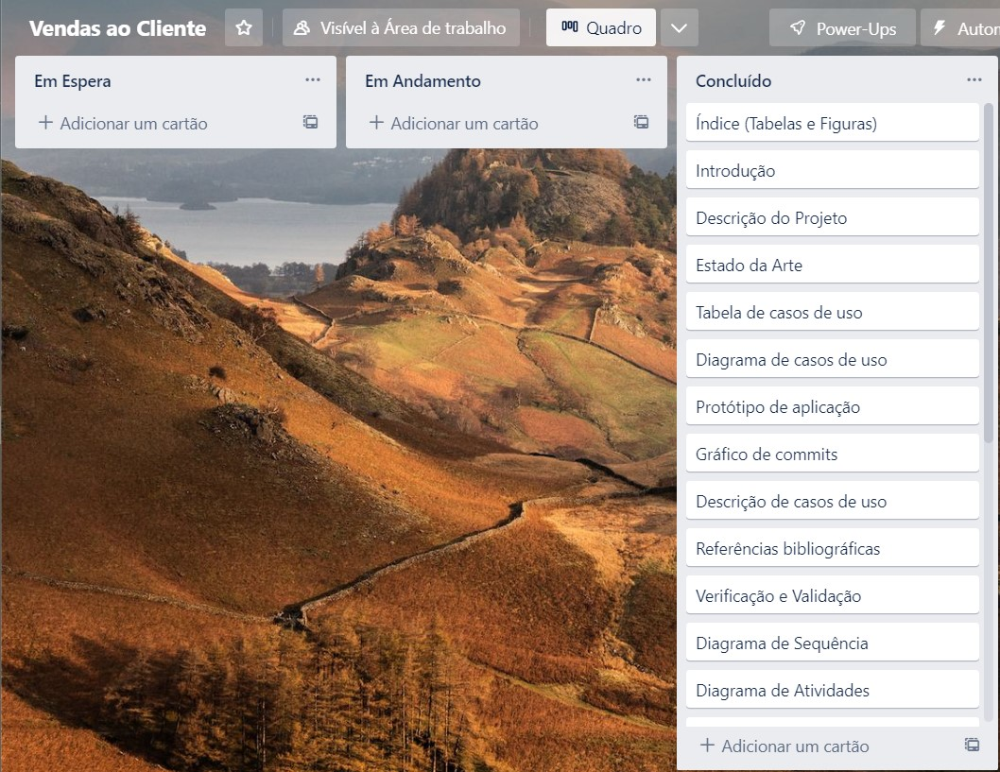 Vendas ao Cliente
Visível à Área de trabalho
Quadro
Power-Ups
Em Espera
Adicionar um cartão
Em Andamento
Adicionar um cartão
Concluído
Índice (Tabelas e Figuras)
Introdução
Descrição do Projeto
Estado da Arte
Tabela de casos de uso
Diagrama de casos de uso
Protótipo de aplicação
Gráfico de commits
Descrição de casos de uso
Referências bibliográficas
Verificação e Validação
Diagrama de Sequência
Diagrama de Atividades
Adicionar um cartão